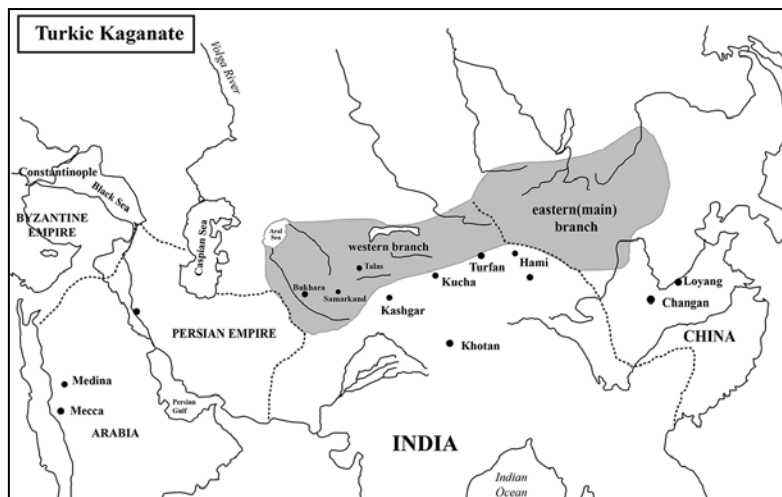 Turkic Kaganate
Volga River
Constantinople
Black Sea
BYZANTINE
EMPIRE
Caspian Sea
Aral
Sea
western branch
eastern(main)
branch
Talas
Bukhara
Samarkand
Kashgar
Kucha
Turfan
Hami
Khotan
Loyang
Changan
CHINA
PERSIAN EMPIRE
Medina
Mecca
ARABIA
Persian
Gulf
INDIA
Indian
Ocean